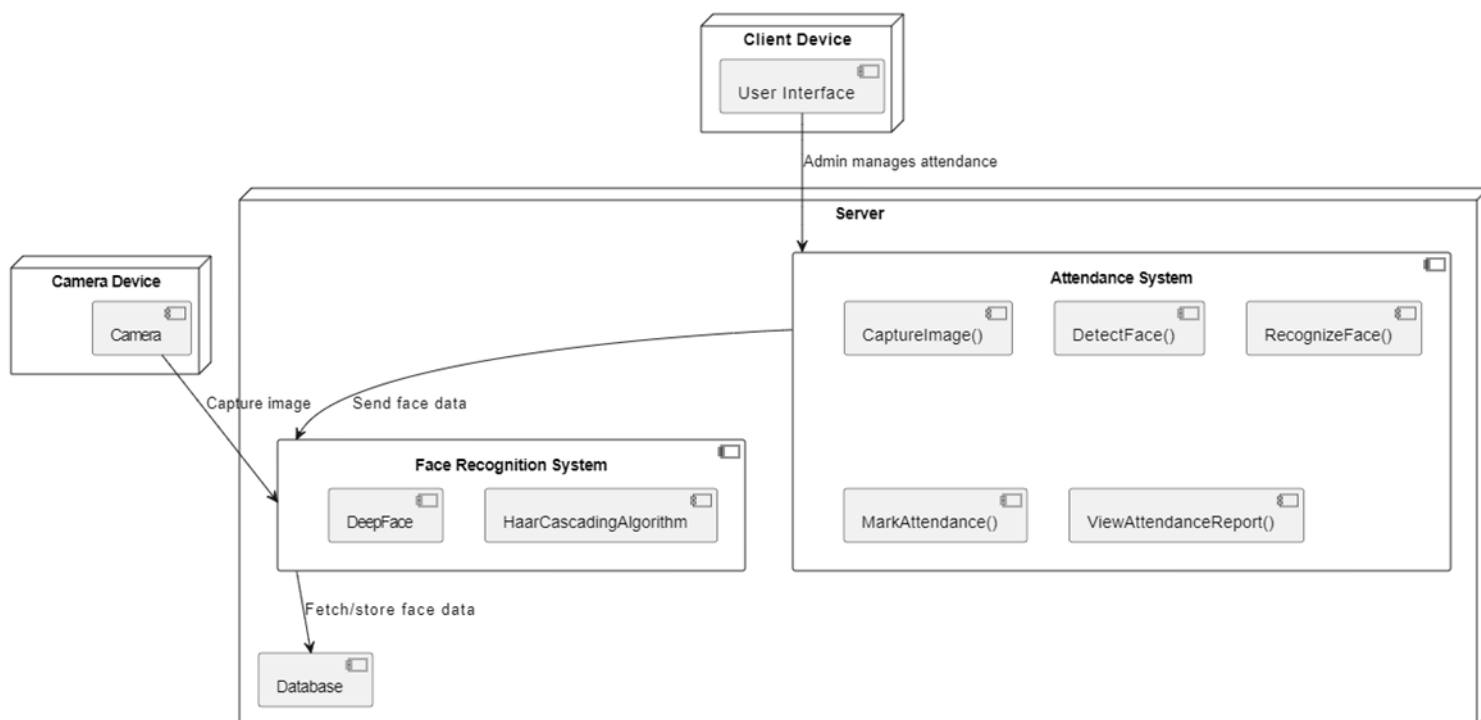 Client Device
User Interface
Admin manages attendance
Server
Camera Device
Camera
Attendance System
CaptureImage()
DetectFace()
RecognizeFace()
Capture image
Send face data
Face Recognition System
DeepFace
HaarCascadingAlgorithm
MarkAttendance()
ViewAttendanceReport()
Fetch/store face data
Database